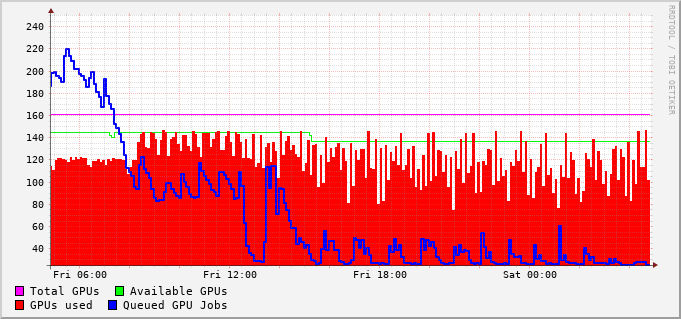 RRDTOOL / TOBI OETIKER
240
220
200
180
160
140
120
100
80
60
40
Fri 06:00 Fri 12:00 Fri 18:00 Sat 00:00
Total GPUs Available GPUs
GPUs used Queued GPU Jobs